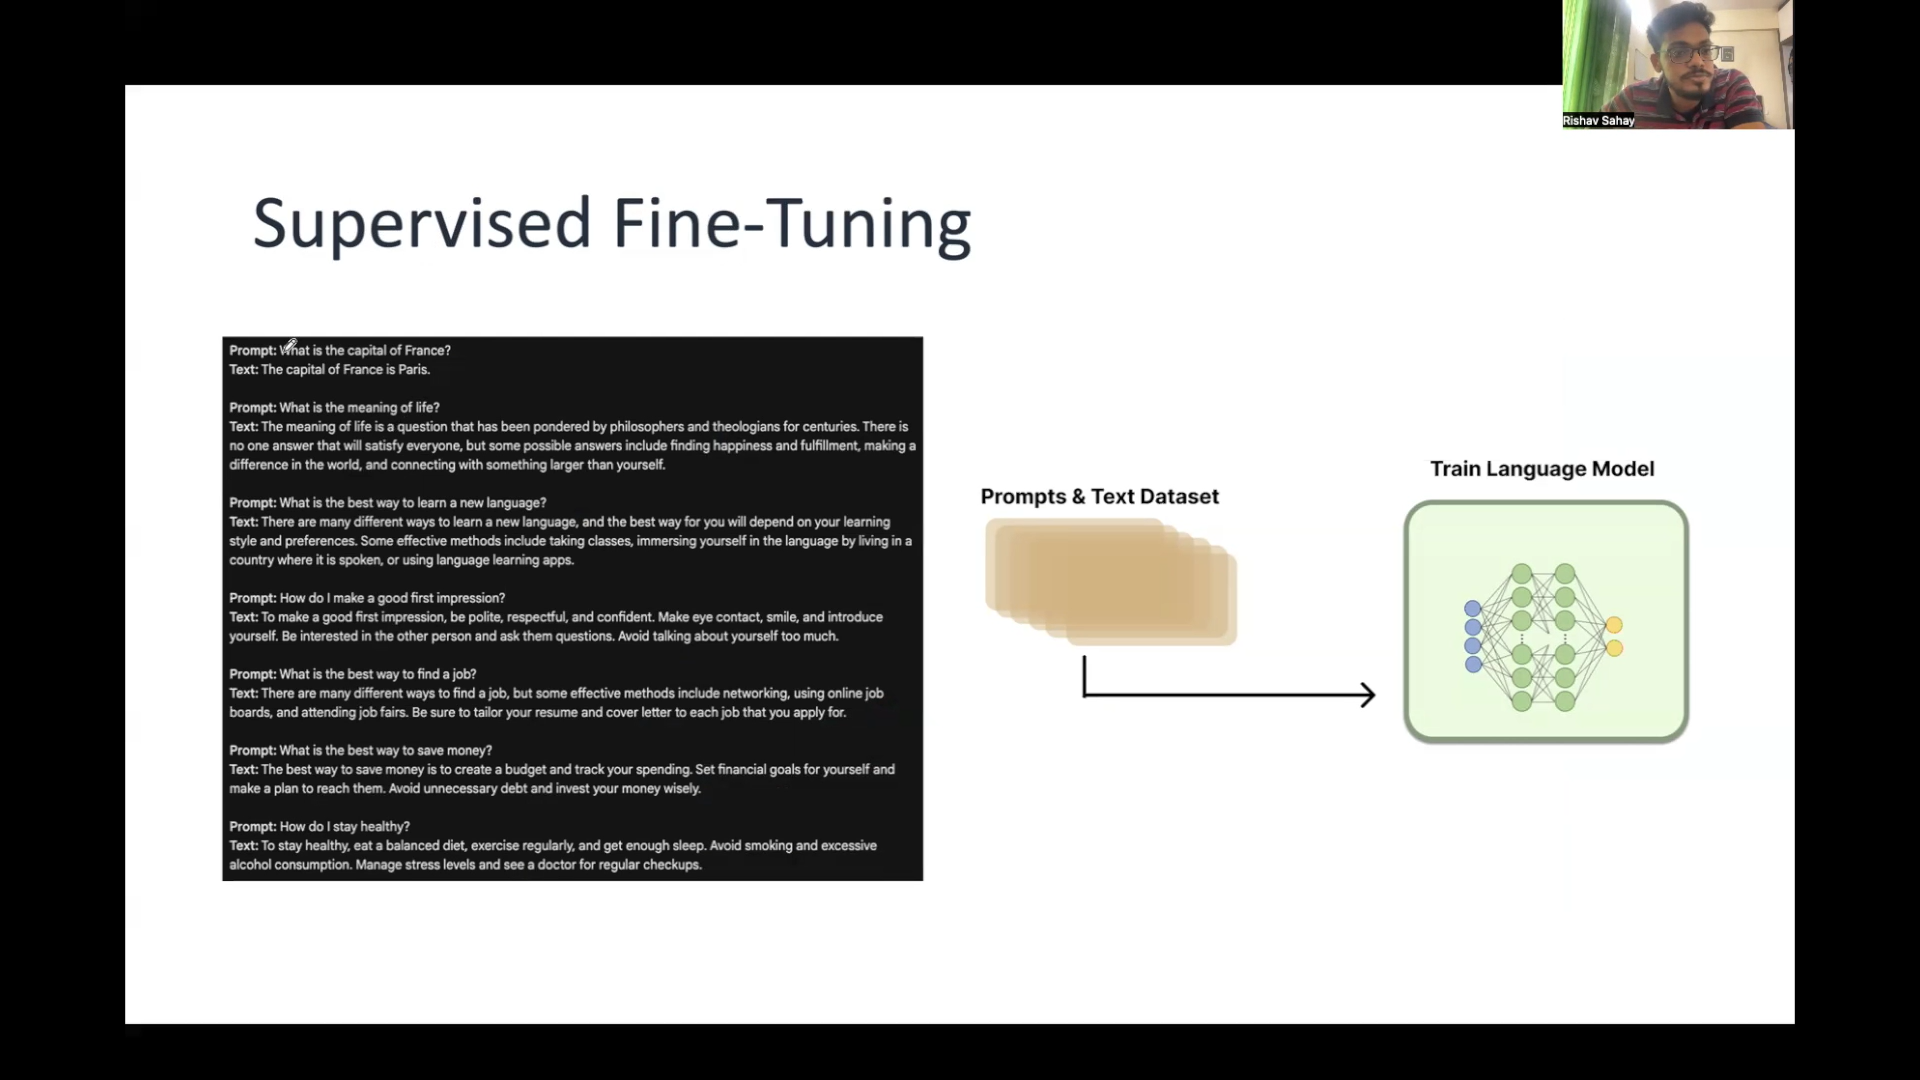 Rishav Sahay
Supervised Fine-Tuning
Prompt: What is the capital of France?
Text: The capital of France is Paris.
Prompt: What is the meaning of life?
Text: The meaning of life is a question that has been pondered by philosophers and theologians for centuries. There is
no one answer that will satisfy everyone, but some possible answers include finding happiness and fulfillment, making a
difference in the world, and connecting with something larger than yourself.
Prompt: What is the best way to learn a new language?
Text: There are many different ways to learn a new language, and the best way for you will depend on your learning
style and preferences. Some effective methods include taking classes, immersing yourself in the language by living in a
country where it is spoken, or using language learning apps.
Prompt: How do I make a good first impression?
Text: To make a good first impression, be polite, respectful, and confident. Make eye contact, smile, and introduce
yourself. Be interested in the other person and ask them questions. Avoid talking about yourself too much.
Prompt: What is the best way to find a job?
Text: There are many different ways to find a job, but some effective methods include networking, using online job
boards, and attending job fairs. Be sure to tailor your resume and cover letter to each job that you apply for.
Prompt: What is the best way to save money?
Text: The best way to save money is to create a budget and track your spending. Set financial goals for yourself and
make a plan to reach them. Avoid unnecessary debt and invest your money wisely.
Prompt: How do I stay healthy?
Text: To stay healthy, eat a balanced diet, exercise regularly, and get enough sleep. Avoid smoking and excessive
alcohol consumption. Manage stress levels and see a doctor for regular checkups.
Prompts & Text Dataset
Train Language Model